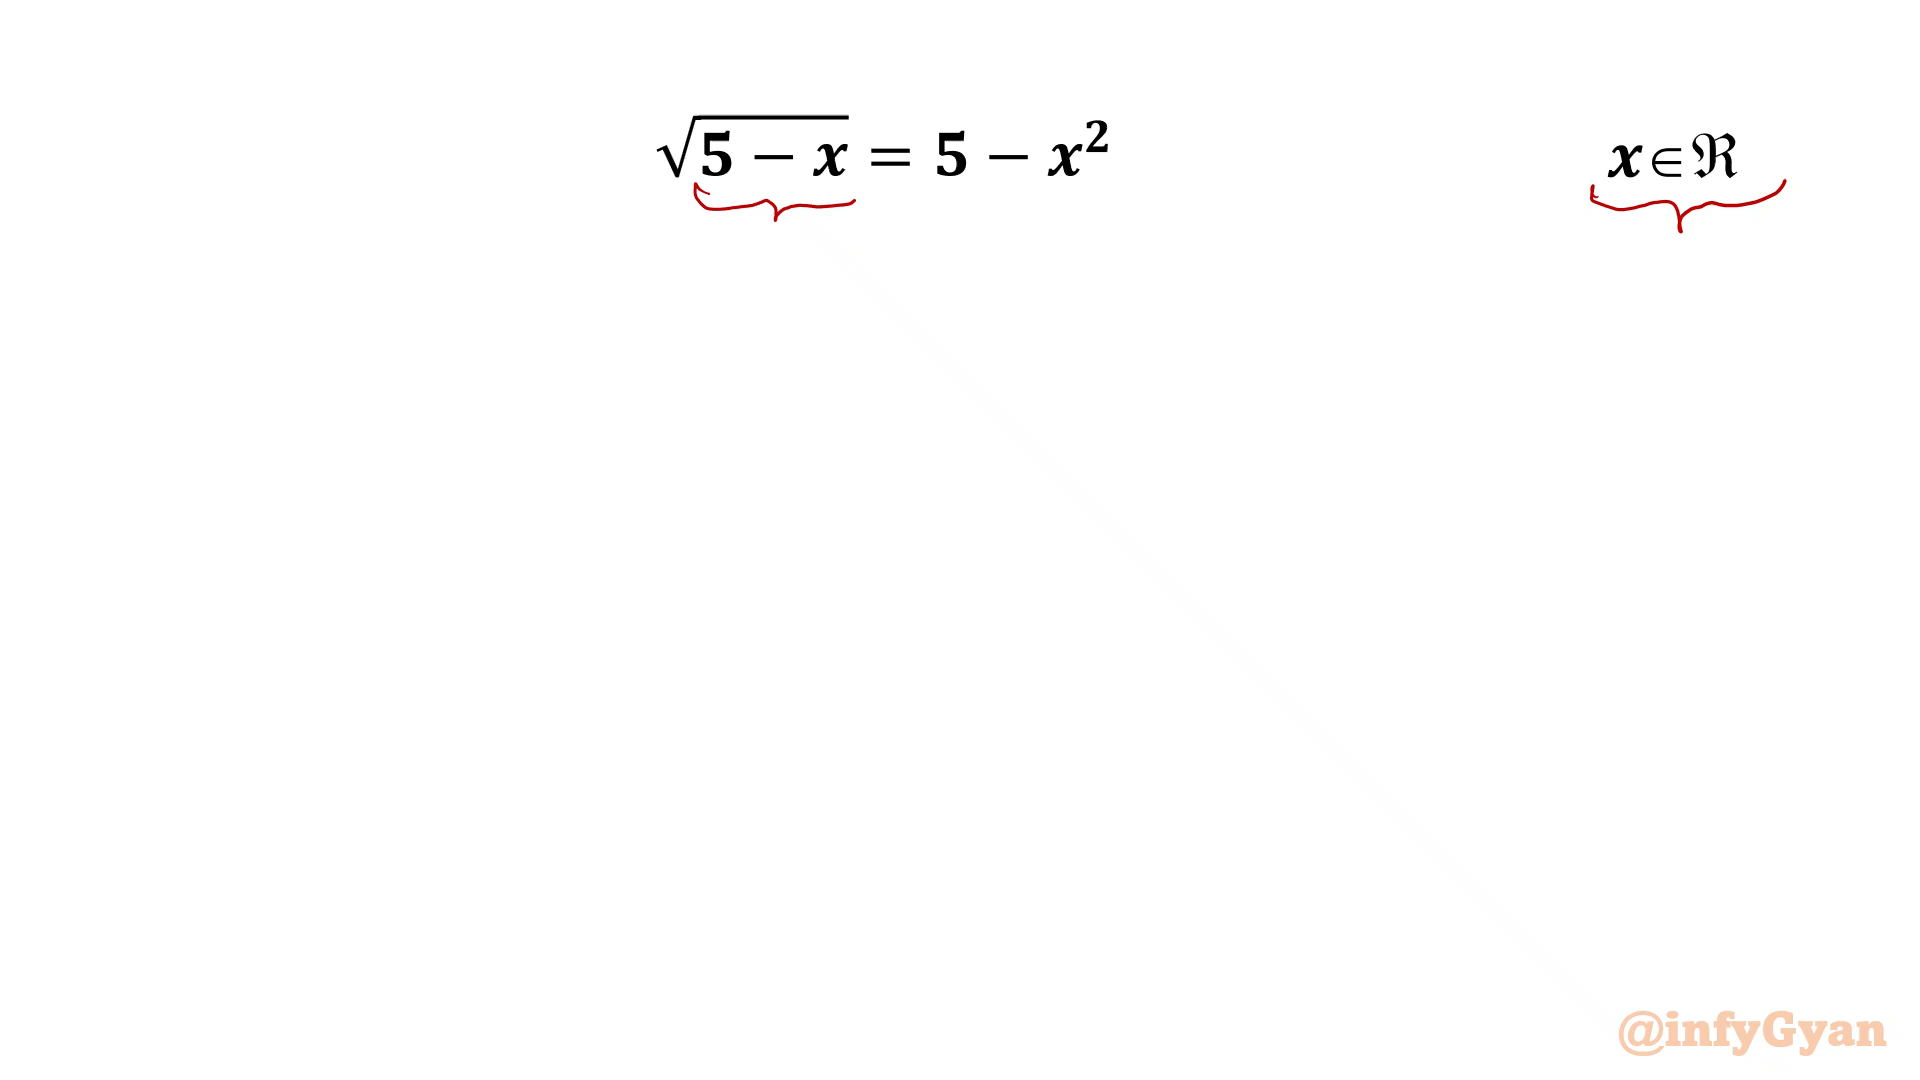 √(5 − x) = 5 − x² x ∈ ℜ
@infyGyan